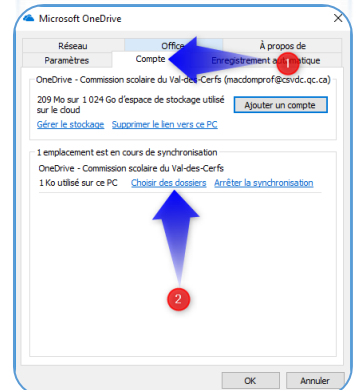 Microsoft OneDrive
Réseau Office À propos de
Paramètres Compte Enregistrement automatique
1
OneDrive - Commission scolaire du Val-des-Cerfs (macdomprof@csvdc.qc.ca)
209 Mo sur 1 024 Go d'espace de stockage utilisé
sur le cloud
Ajouter un compte
Gérer le stockage Supprimer le lien vers ce PC
1 emplacement est en cours de synchronisation
OneDrive - Commission scolaire du Val-des-Cerfs
1 Ko utilisé sur ce PC Choisir des dossiers Arrêter la synchronisation
2
OK Annuler